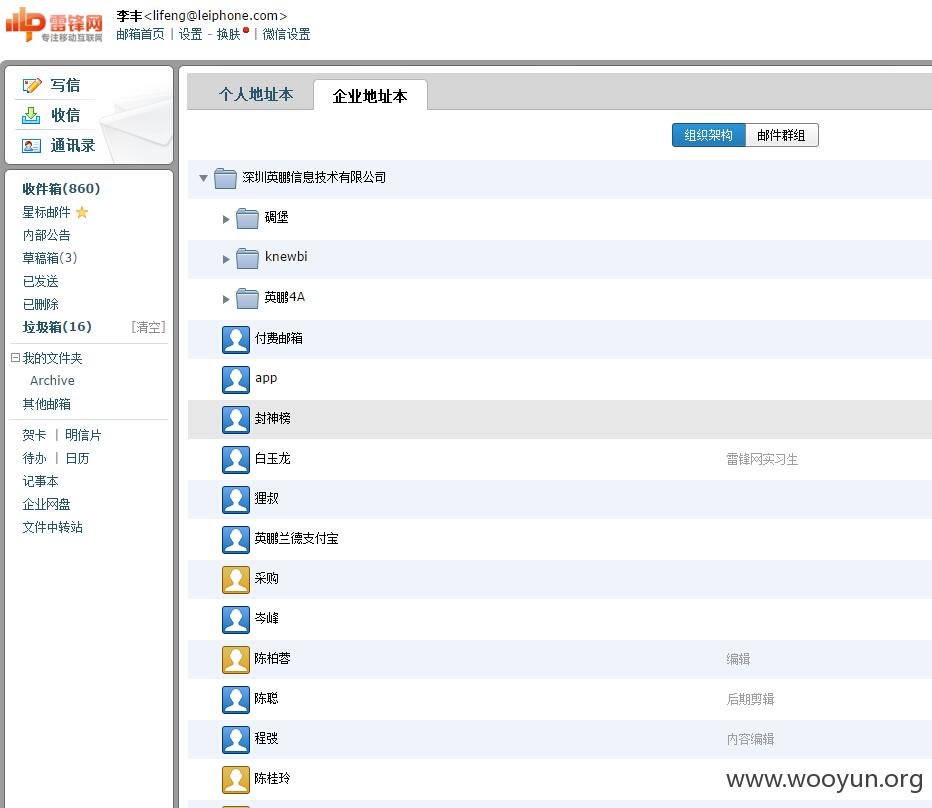 雷锋网
专注移动互联网
李丰<lifeng@leiphone.com>
邮箱首页 | 设置 - 换肤 | 微信设置
写信
收信
通讯录
收件箱(860)
星标邮件
内部公告
草稿箱(3)
已发送
已删除
垃圾箱(16) [清空]
我的文件夹
Archive
其他邮箱
贺卡 | 明信片
待办 | 日历
记事本
企业网盘
文件中转站
个人地址本 企业地址本
组织架构 邮件群组
深圳英鹏信息技术有限公司
碉堡
knewbi
英鹏4A
付费邮箱
app
封神榜
白玉龙 雷锋网实习生
狸叔
英鹏兰德支付宝
采购
岑峰
陈柏蓉 编辑
陈聪 后期剪辑
程弢 内容编辑
陈桂玲
www.wooyun.org